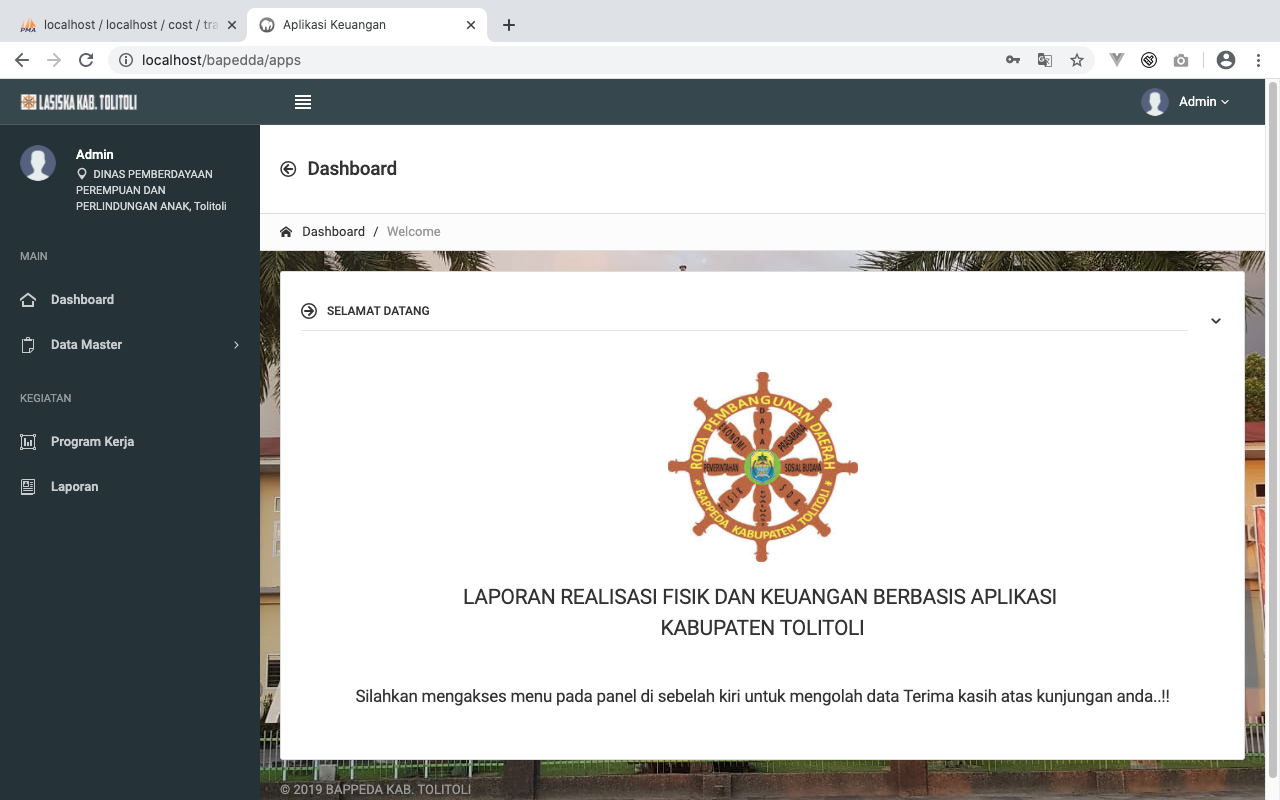 localhost / localhost / cost / tra
Aplikasi Keuangan
localhost/bapedda/apps
LASISKA KAB. TOLITOLI
Admin
Admin
DINAS PEMBERDAYAAN
PEREMPUAN DAN
PERLINDUNGAN ANAK, Tolitoli
MAIN
Dashboard
Data Master
KEGIATAN
Program Kerja
Laporan
Dashboard
Dashboard / Welcome
SELAMAT DATANG
RODA PEMBANGUNAN DAERAH
* BAPPEDA KABUPATEN TOLITOLI *
DATA
EKONOMI
PRASARANA
PEMERINTAHAN
SOSIAL BUDAYA
FISIK
SDA
LAPORAN REALISASI FISIK DAN KEUANGAN BERBASIS APLIKASI
KABUPATEN TOLITOLI
Silahkan mengakses menu pada panel di sebelah kiri untuk mengolah data Terima kasih atas kunjungan anda..!!
© 2019 BAPPEDA KAB. TOLITOLI